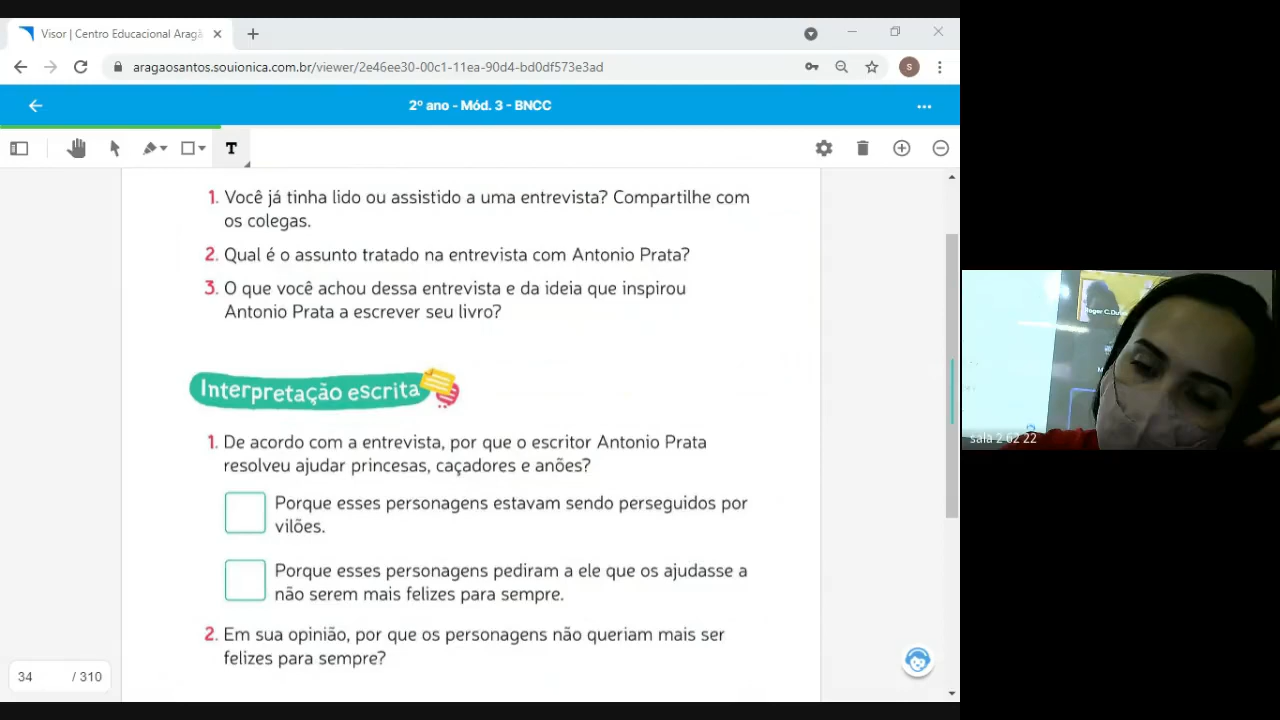 Visor | Centro Educacional Aragã
aragaosantos.souionica.com.br/viewer/2e46ee30-00c1-11ea-90d4-bd0df573e3ad
S
2º ano - Mód. 3 - BNCC
T
1. Você já tinha lido ou assistido a uma entrevista? Compartilhe com
os colegas.
2. Qual é o assunto tratado na entrevista com Antonio Prata?
3. O que você achou dessa entrevista e da ideia que inspirou
Antonio Prata a escrever seu livro?
Interpretação escrita
1. De acordo com a entrevista, por que o escritor Antonio Prata
resolveu ajudar princesas, caçadores e anões?
Porque esses personagens estavam sendo perseguidos por
vilões.
Porque esses personagens pediram a ele que os ajudasse a
não serem mais felizes para sempre.
2. Em sua opinião, por que os personagens não queriam mais ser
felizes para sempre?
34 / 310
sala 2 62 22